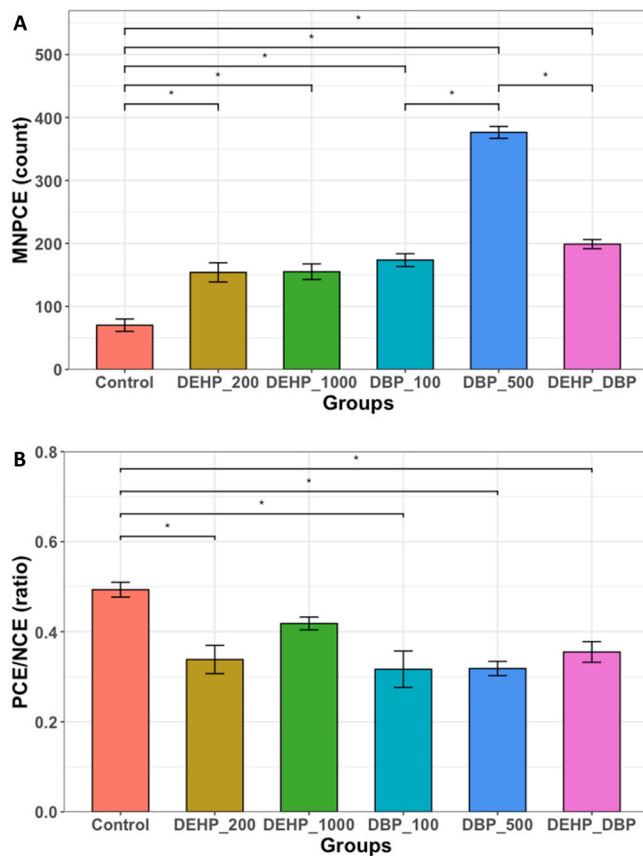 A
MNPCE (count)
500
400
300
200
100
0
*
*
*
*
*
*
*
Control DEHP_200 DEHP_1000 DBP_100 DBP_500 DEHP_DBP
Groups
B
PCE/NCE (ratio)
0.8
0.6
0.4
0.2
0.0
*
*
*
*
Control DEHP_200 DEHP_1000 DBP_100 DBP_500 DEHP_DBP
Groups